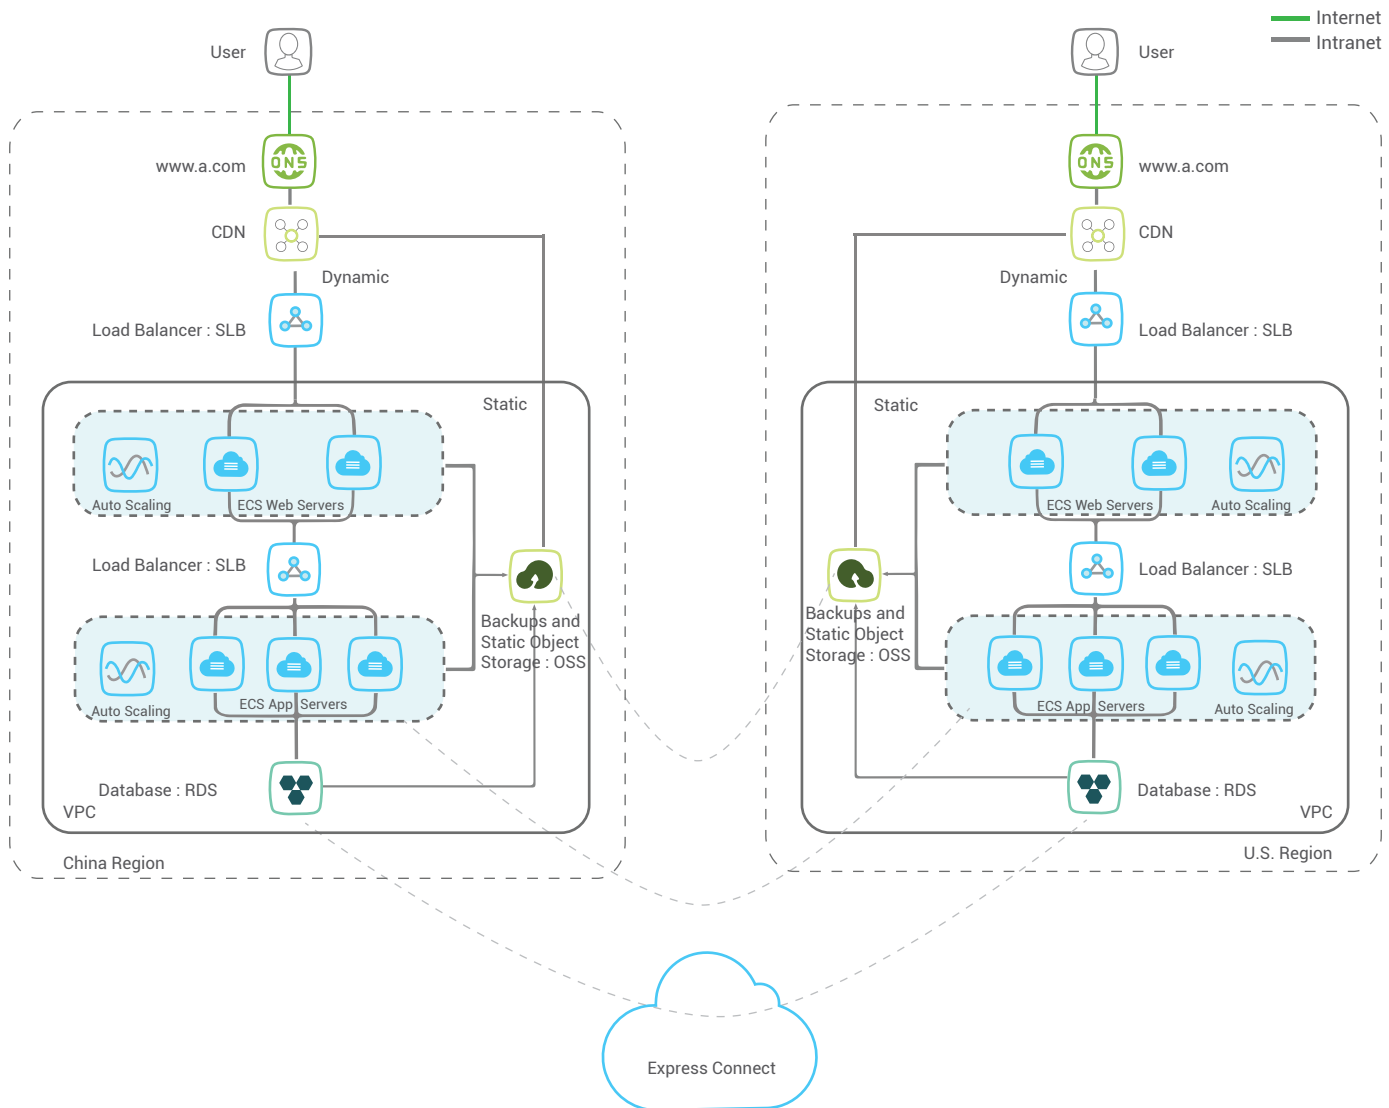 Internet
Intranet
User
User
ONS
www.a.com
ONS
www.a.com
CDN
CDN
Dynamic
Dynamic
Load Balancer : SLB
Load Balancer : SLB
Static
Static
Auto Scaling
ECS Web Servers
ECS Web Servers
Auto Scaling
Load Balancer : SLB
Load Balancer : SLB
Backups and
Static Object
Storage : OSS
Backups and
Static Object
Storage : OSS
Auto Scaling
ECS App Servers
ECS App Servers
Auto Scaling
Database : RDS
Database : RDS
VPC
VPC
China Region
U.S. Region
Express Connect